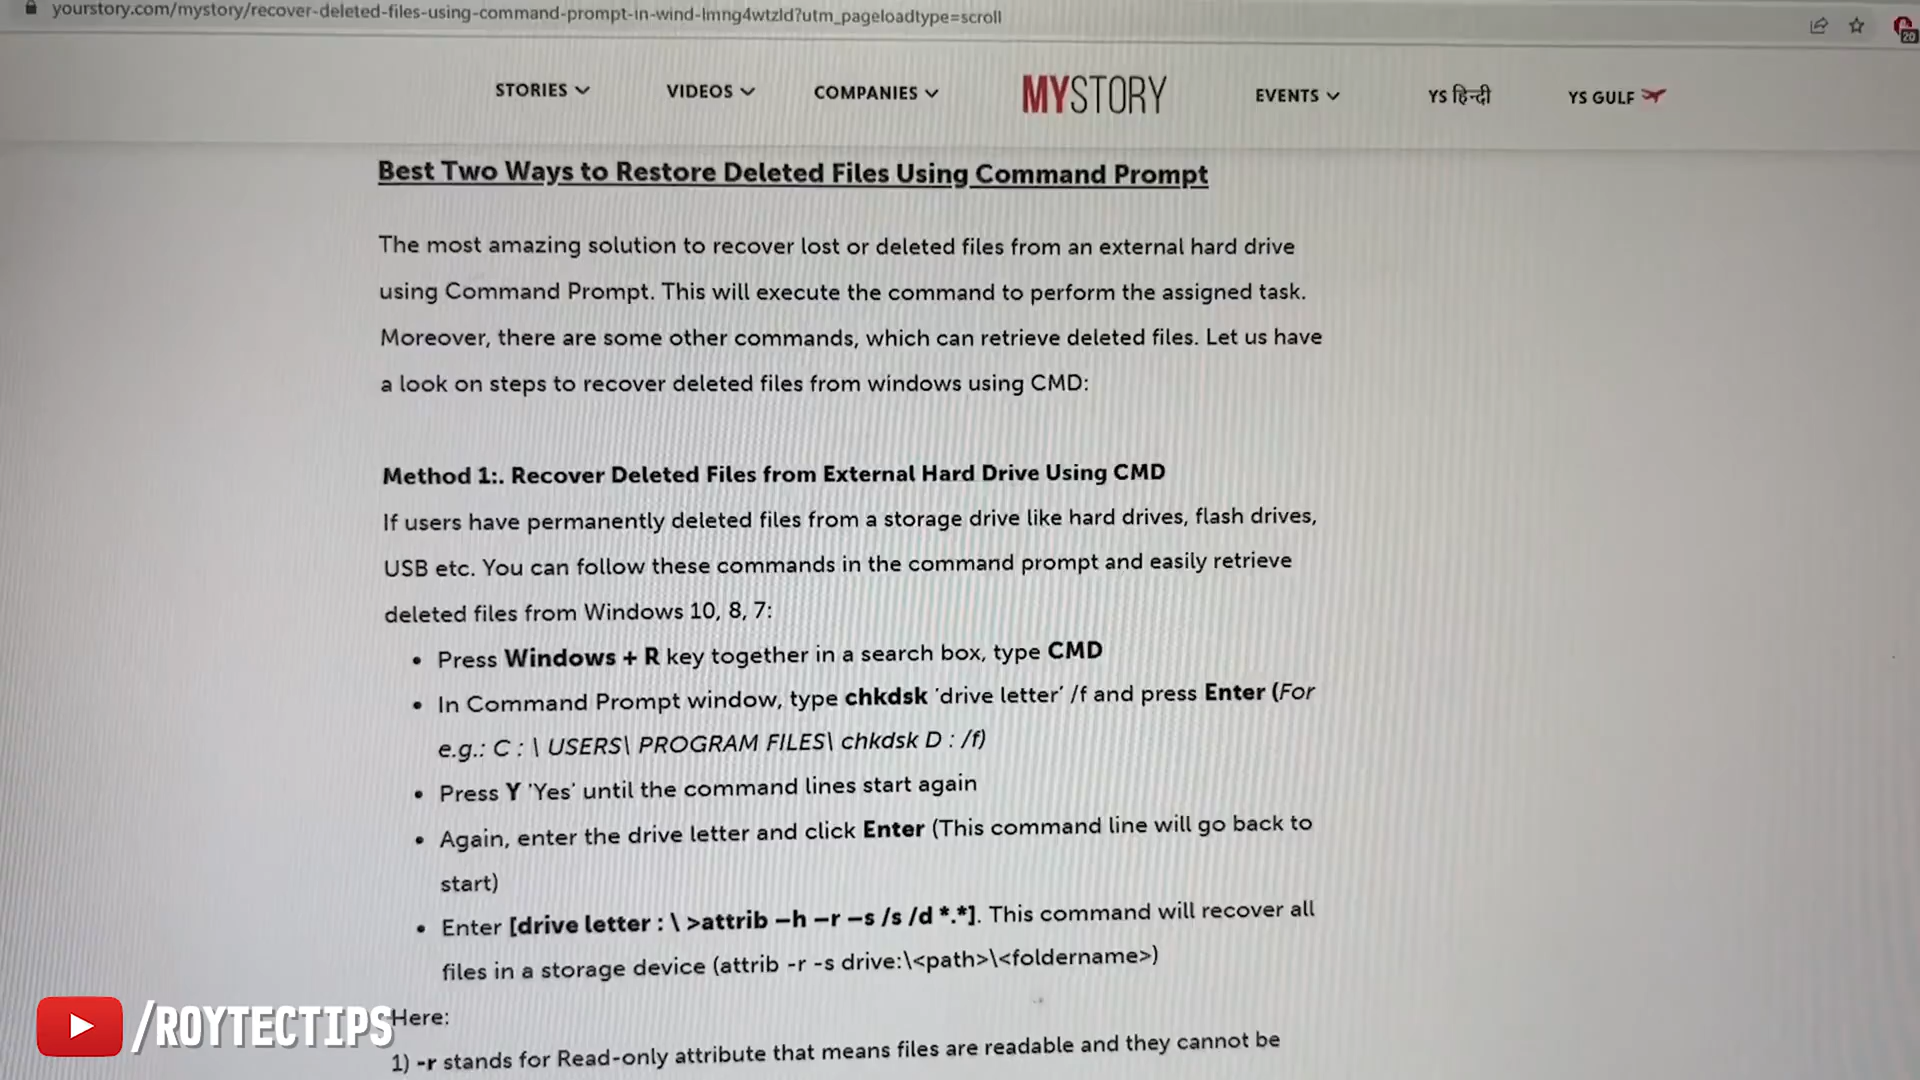 yourstory.com/mystory/recover-deleted-files-using-command-prompt-in-wind-lmng4wtzld?utm_pageloadtype=scroll
20
STORIES VIDEOS COMPANIES MYSTORY EVENTS YS हिन्दी YS GULF
Best Two Ways to Restore Deleted Files Using Command Prompt
The most amazing solution to recover lost or deleted files from an external hard drive
using Command Prompt. This will execute the command to perform the assigned task.
Moreover, there are some other commands, which can retrieve deleted files. Let us have
a look on steps to recover deleted files from windows using CMD:
Method 1:. Recover Deleted Files from External Hard Drive Using CMD
If users have permanently deleted files from a storage drive like hard drives, flash drives,
USB etc. You can follow these commands in the command prompt and easily retrieve
deleted files from Windows 10, 8, 7:
• Press Windows + R key together in a search box, type CMD
• In Command Prompt window, type chkdsk 'drive letter' /f and press Enter (For
e.g.: C : \ USERS\ PROGRAM FILES\ chkdsk D : /f)
• Press Y 'Yes' until the command lines start again
• Again, enter the drive letter and click Enter (This command line will go back to
start)
• Enter [drive letter : \ >attrib –h –r –s /s /d *.*]. This command will recover all
files in a storage device (attrib -r -s drive:\<path>\<foldername>)
Here:
1) -r stands for Read-only attribute that means files are readable and they cannot be
/ROYTECTIPS